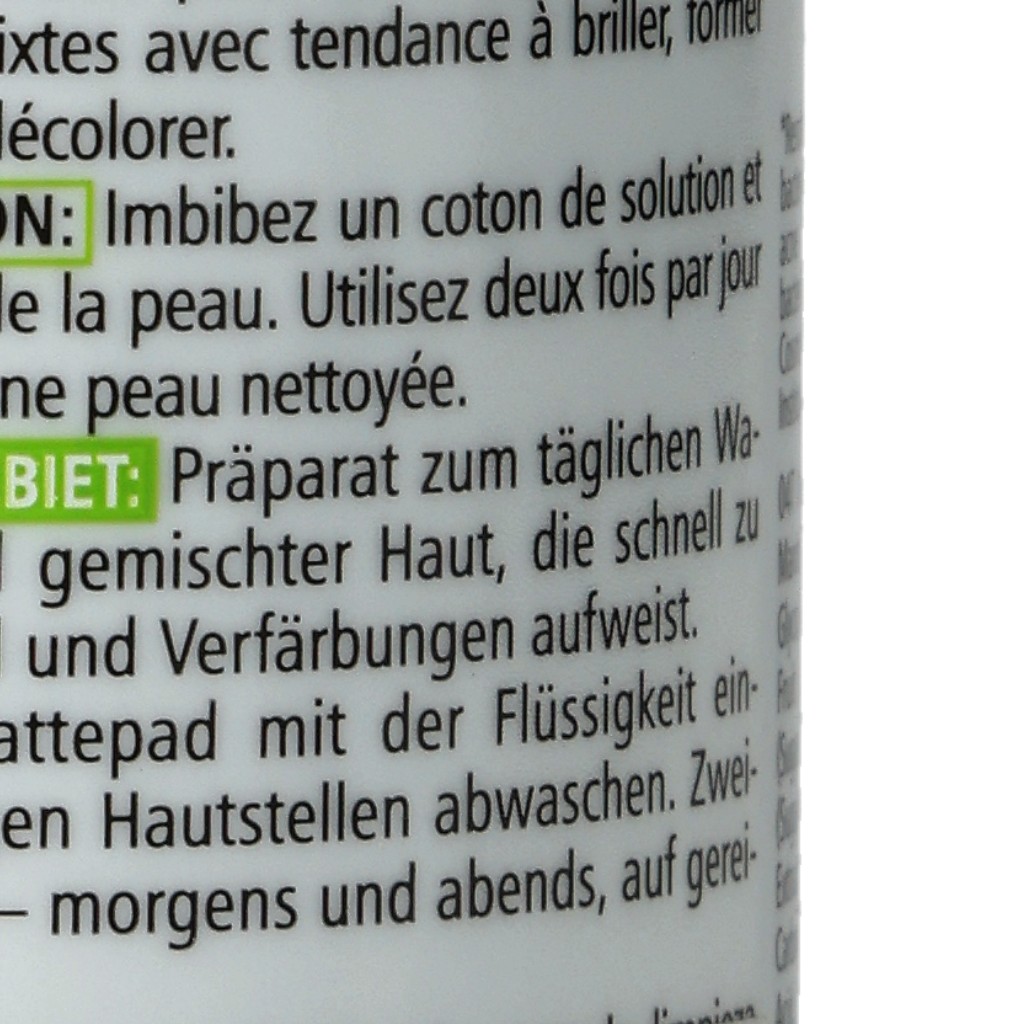 ixtes avec tendance à briller, former
décolorer.
ON: Imbibez un coton de solution et
de la peau. Utilisez deux fois par jour
ne peau nettoyée.
BIET: Präparat zum täglichen Wa-
gemischter Haut, die schnell zu
und Verfärbungen aufweist.
attepad mit der Flüssigkeit ein-
en Hautstellen abwaschen. Zwei-
– morgens und abends, auf gerei-